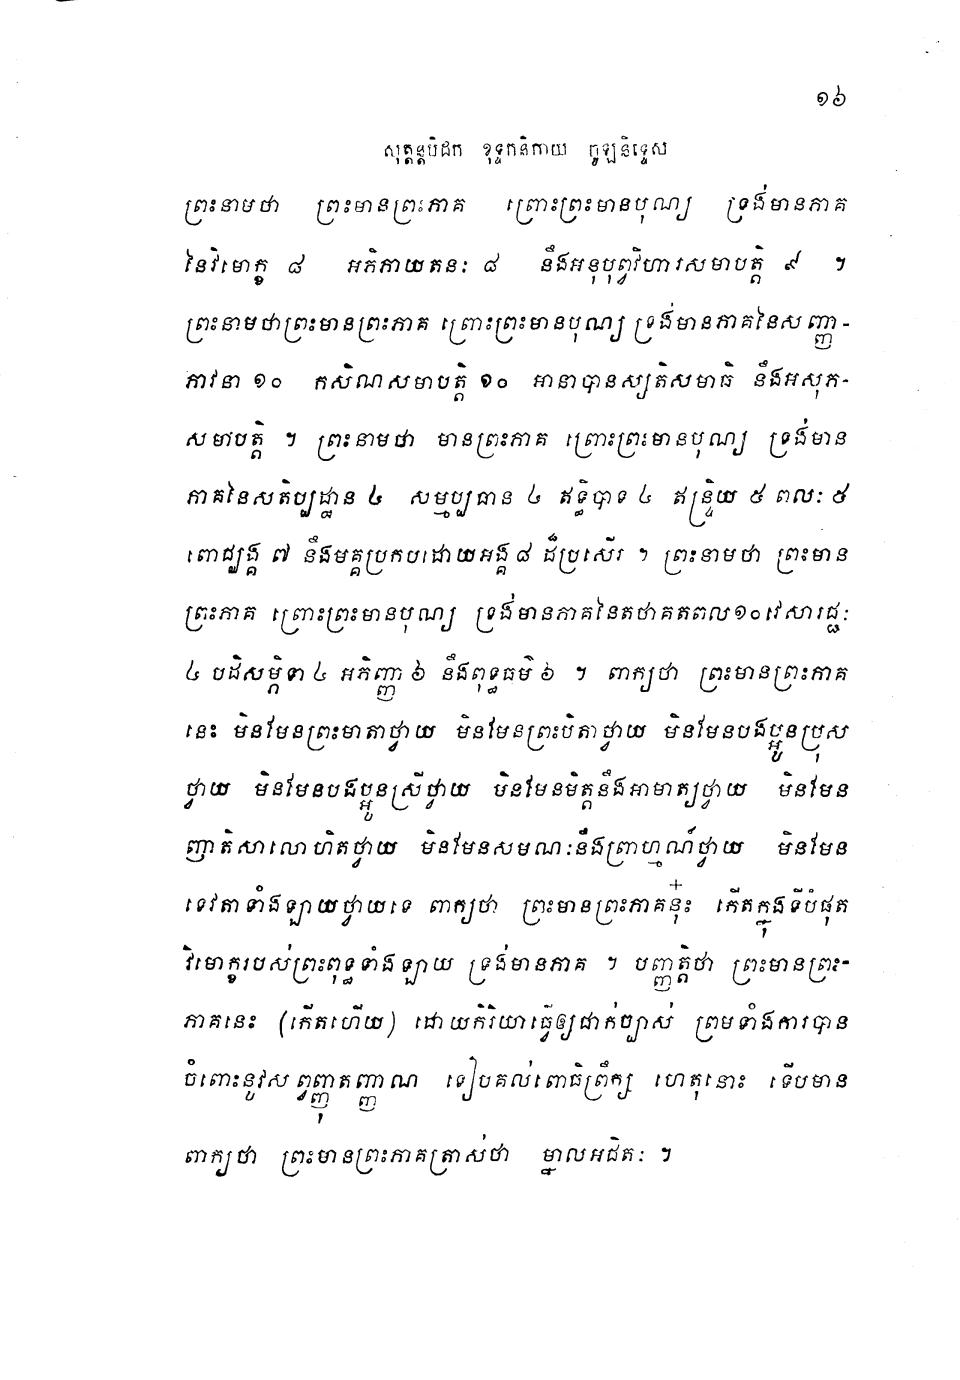 ១៦
សុត្តន្តបិដក ខុទ្ទកនិកាយ ចូឡនិទ្ទេស
ព្រះនាមថា ព្រះមានព្រះភាគ ព្រោះព្រះមានបុណ្យ ទ្រង់មានភាគ
នៃវិមោក្ខ ៨ អភិភាយតនៈ ៨ នឹងអនុបុព្វវិហារសមាបត្តិ ៩ ។
ព្រះនាមថាព្រះមានព្រះភាគ ព្រោះព្រះមានបុណ្យ ទ្រង់មានភាគនៃសញ្ញា-
ភាវនា ១០ កសិណសមាបត្តិ ១០ អានាបានស្សតិសមាធិ នឹងអសុភ-
សមាបត្តិ ។ ព្រះនាមថា មានព្រះភាគ ព្រោះព្រះមានបុណ្យ ទ្រង់មាន
ភាគនៃសតិប្បដ្ឋាន ៤ សម្មប្បធាន ៤ ឥទ្ធិបាទ ៤ ឥន្ទ្រិយ ៥ ពលៈ ៥
ពោជ្ឈង្គ ៧ នឹងមគ្គប្រកបដោយអង្គ ៨ ដ៏ប្រសើរ ។ ព្រះនាមថា ព្រះមាន
ព្រះភាគ ព្រោះព្រះមានបុណ្យ ទ្រង់មានភាគនៃតថាគតពល១០វេសារជ្ជៈ
៤ បដិសម្ភិទា ៤ អភិញ្ញា ៦ នឹងពុទ្ធធម៌ ៦ ។ ពាក្យថា ព្រះមានព្រះភាគ
នេះ មិនមែនព្រះមាតាថ្វាយ មិនមែនព្រះបិតាថ្វាយ មិនមែនបងប្អូនប្រុស
ថ្វាយ មិនមែនបងប្អូនស្រីថ្វាយ មិនមែនមិត្តនឹងអាមាត្យថ្វាយ មិនមែន
ញាតិសាលោហិតថ្វាយ មិនមែនសមណៈនឹងព្រាហ្មណ៍ថ្វាយ មិនមែន
ទេវតាទាំងឡាយថ្វាយទេ ពាក្យថា ព្រះមានព្រះភាគនុ៎ះ កើតក្នុងទីបំផុត
វិមោក្ខរបស់ព្រះពុទ្ធទាំងឡាយ ទ្រង់មានភាគ ។ បញ្ញត្តិថា ព្រះមានព្រះ-
ភាគនេះ (កើតហើយ) ដោយកិរិយាធ្វើឲ្យជាក់ច្បាស់ ព្រមទាំងការបាន
ចំពោះនូវសព្វញ្ញុតញ្ញាណ ទៀបគល់ពោធិព្រឹក្ស ហេតុនោះ ទើបមាន
ពាក្យថា ព្រះមានព្រះភាគត្រាស់ថា ម្នាលអជិតៈ ។